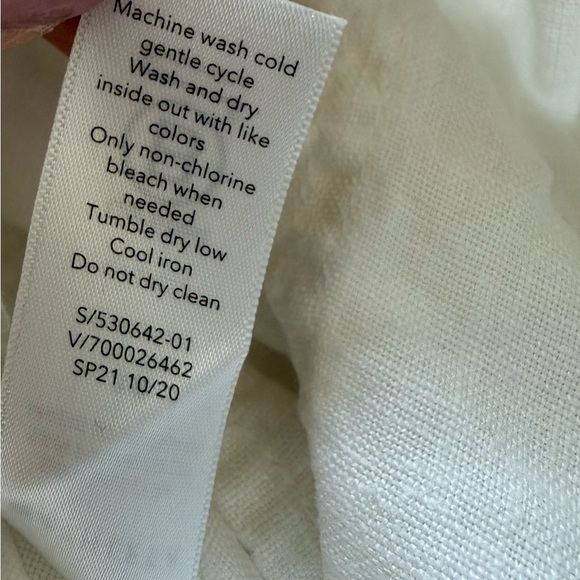 Machine wash cold
gentle cycle
Wash and dry
inside out with like
colors
Only non-chlorine
bleach when
needed
Tumble dry low
Cool iron
Do not dry clean
S/530642-01
V/700026462
SP21 10/20